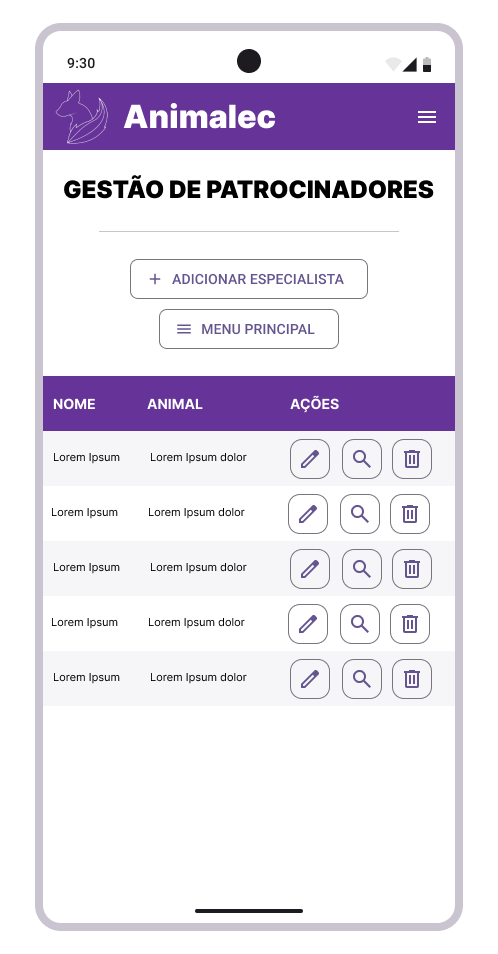 9:30
Animalec
GESTÃO DE PATROCINADORES
ADICIONAR ESPECIALISTA
MENU PRINCIPAL
NOME ANIMAL AÇÕES
Lorem Ipsum Lorem Ipsum dolor
Lorem Ipsum Lorem Ipsum dolor
Lorem Ipsum Lorem Ipsum dolor
Lorem Ipsum Lorem Ipsum dolor
Lorem Ipsum Lorem Ipsum dolor